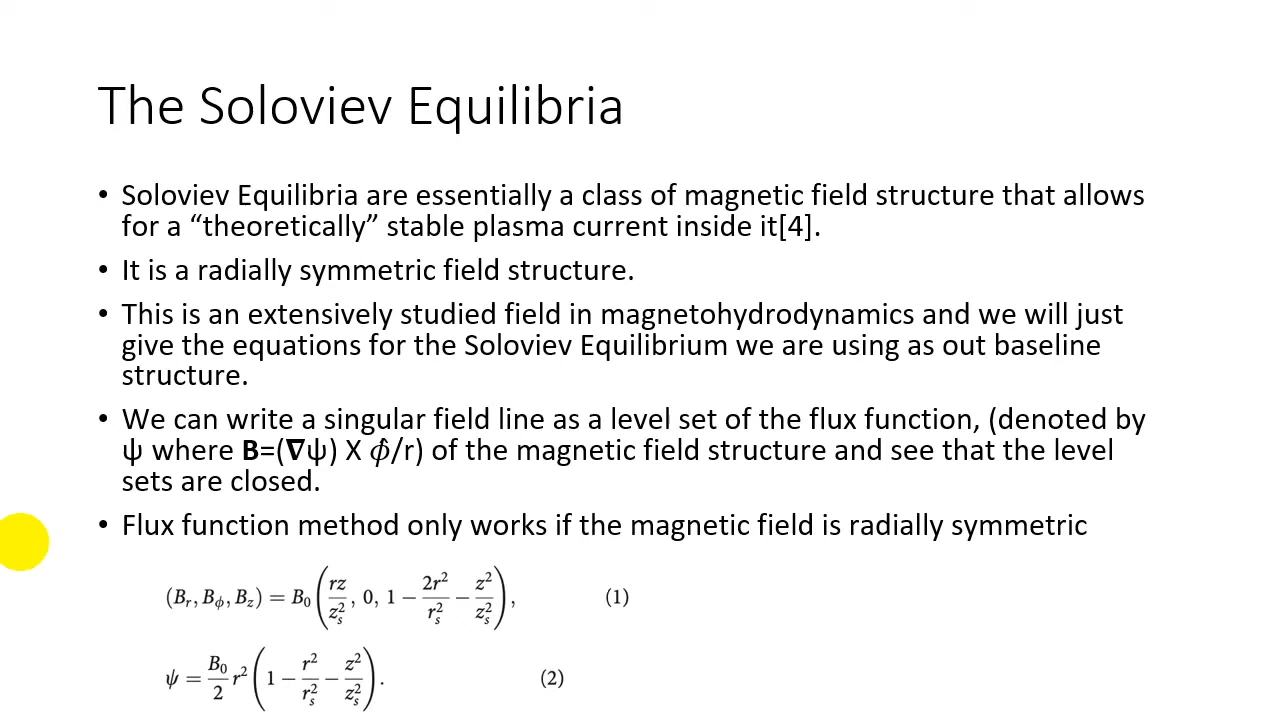 The Soloviev Equilibria
• Soloviev Equilibria are essentially a class of magnetic field structure that allows
for a “theoretically” stable plasma current inside it[4].
• It is a radially symmetric field structure.
• This is an extensively studied field in magnetohydrodynamics and we will just
give the equations for the Soloviev Equilibrium we are using as out baseline
structure.
• We can write a singular field line as a level set of the flux function, (denoted by
ψ where B=(∇ψ) X ϕ̂/r) of the magnetic field structure and see that the level
sets are closed.
• Flux function method only works if the magnetic field is radially symmetric
(B_r, B_ϕ, B_z) = B_0 (rz/z_s^2, 0, 1 − 2r^2/r_s^2 − z^2/z_s^2), (1)
ψ = B_0/2 r^2 (1 − r^2/r_s^2 − z^2/z_s^2). (2)